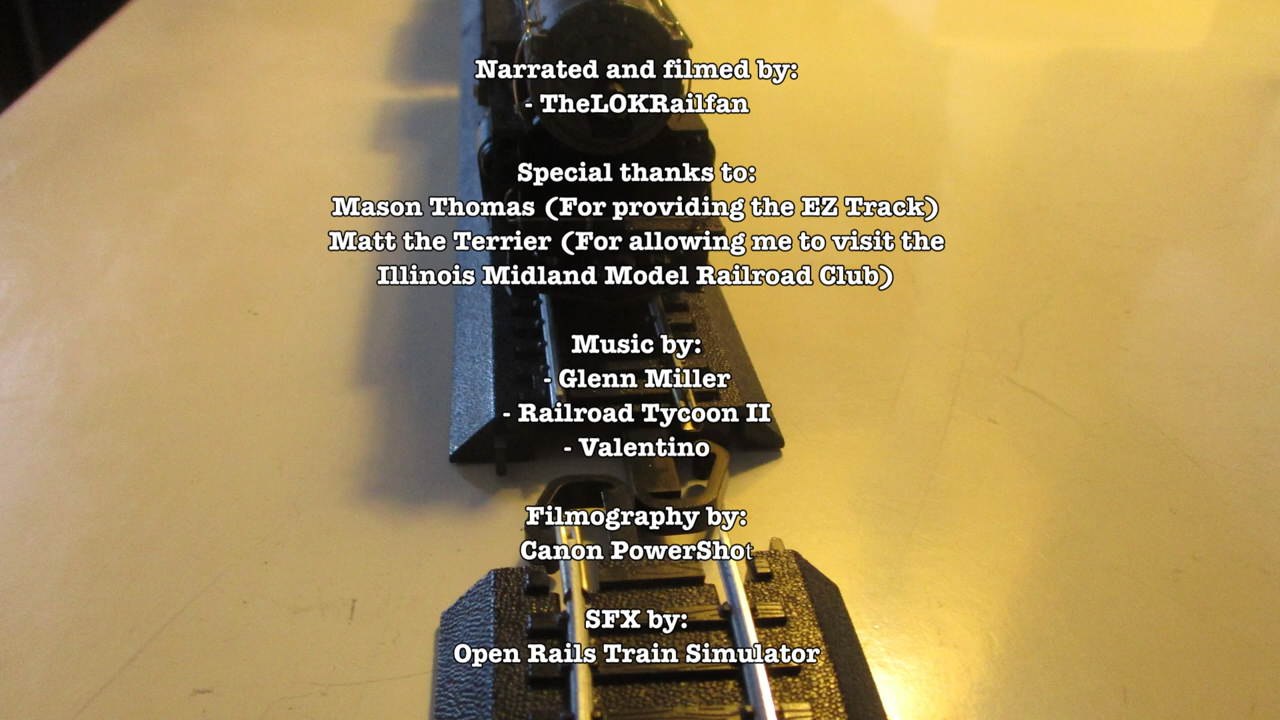 Narrated and filmed by:
- TheLOKRailfan
Special thanks to:
Mason Thomas (For providing the EZ Track)
Matt the Terrier (For allowing me to visit the
Illinois Midland Model Railroad Club)
Music by:
- Glenn Miller
- Railroad Tycoon II
- Valentino
Filmography by:
Canon PowerShot
SFX by:
Open Rails Train Simulator